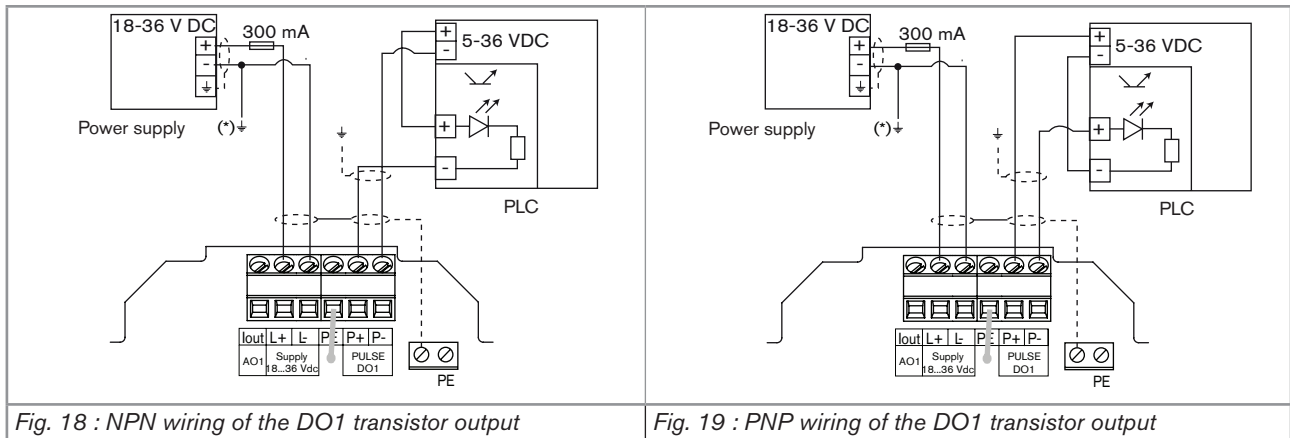 18-36 V DC
300 mA
+
-
Power supply
(*)
+
-
5-36 VDC
+
-
PLC
Iout L+ L- PE P+ P-
AO1
Supply
18...36 Vdc
PULSE
DO1
PE
Fig. 18 : NPN wiring of the DO1 transistor output
18-36 V DC
300 mA
+
-
Power supply
(*)
+
-
5-36 VDC
+
-
PLC
Iout L+ L- PE P+ P-
AO1
Supply
18...36 Vdc
PULSE
DO1
PE
Fig. 19 : PNP wiring of the DO1 transistor output